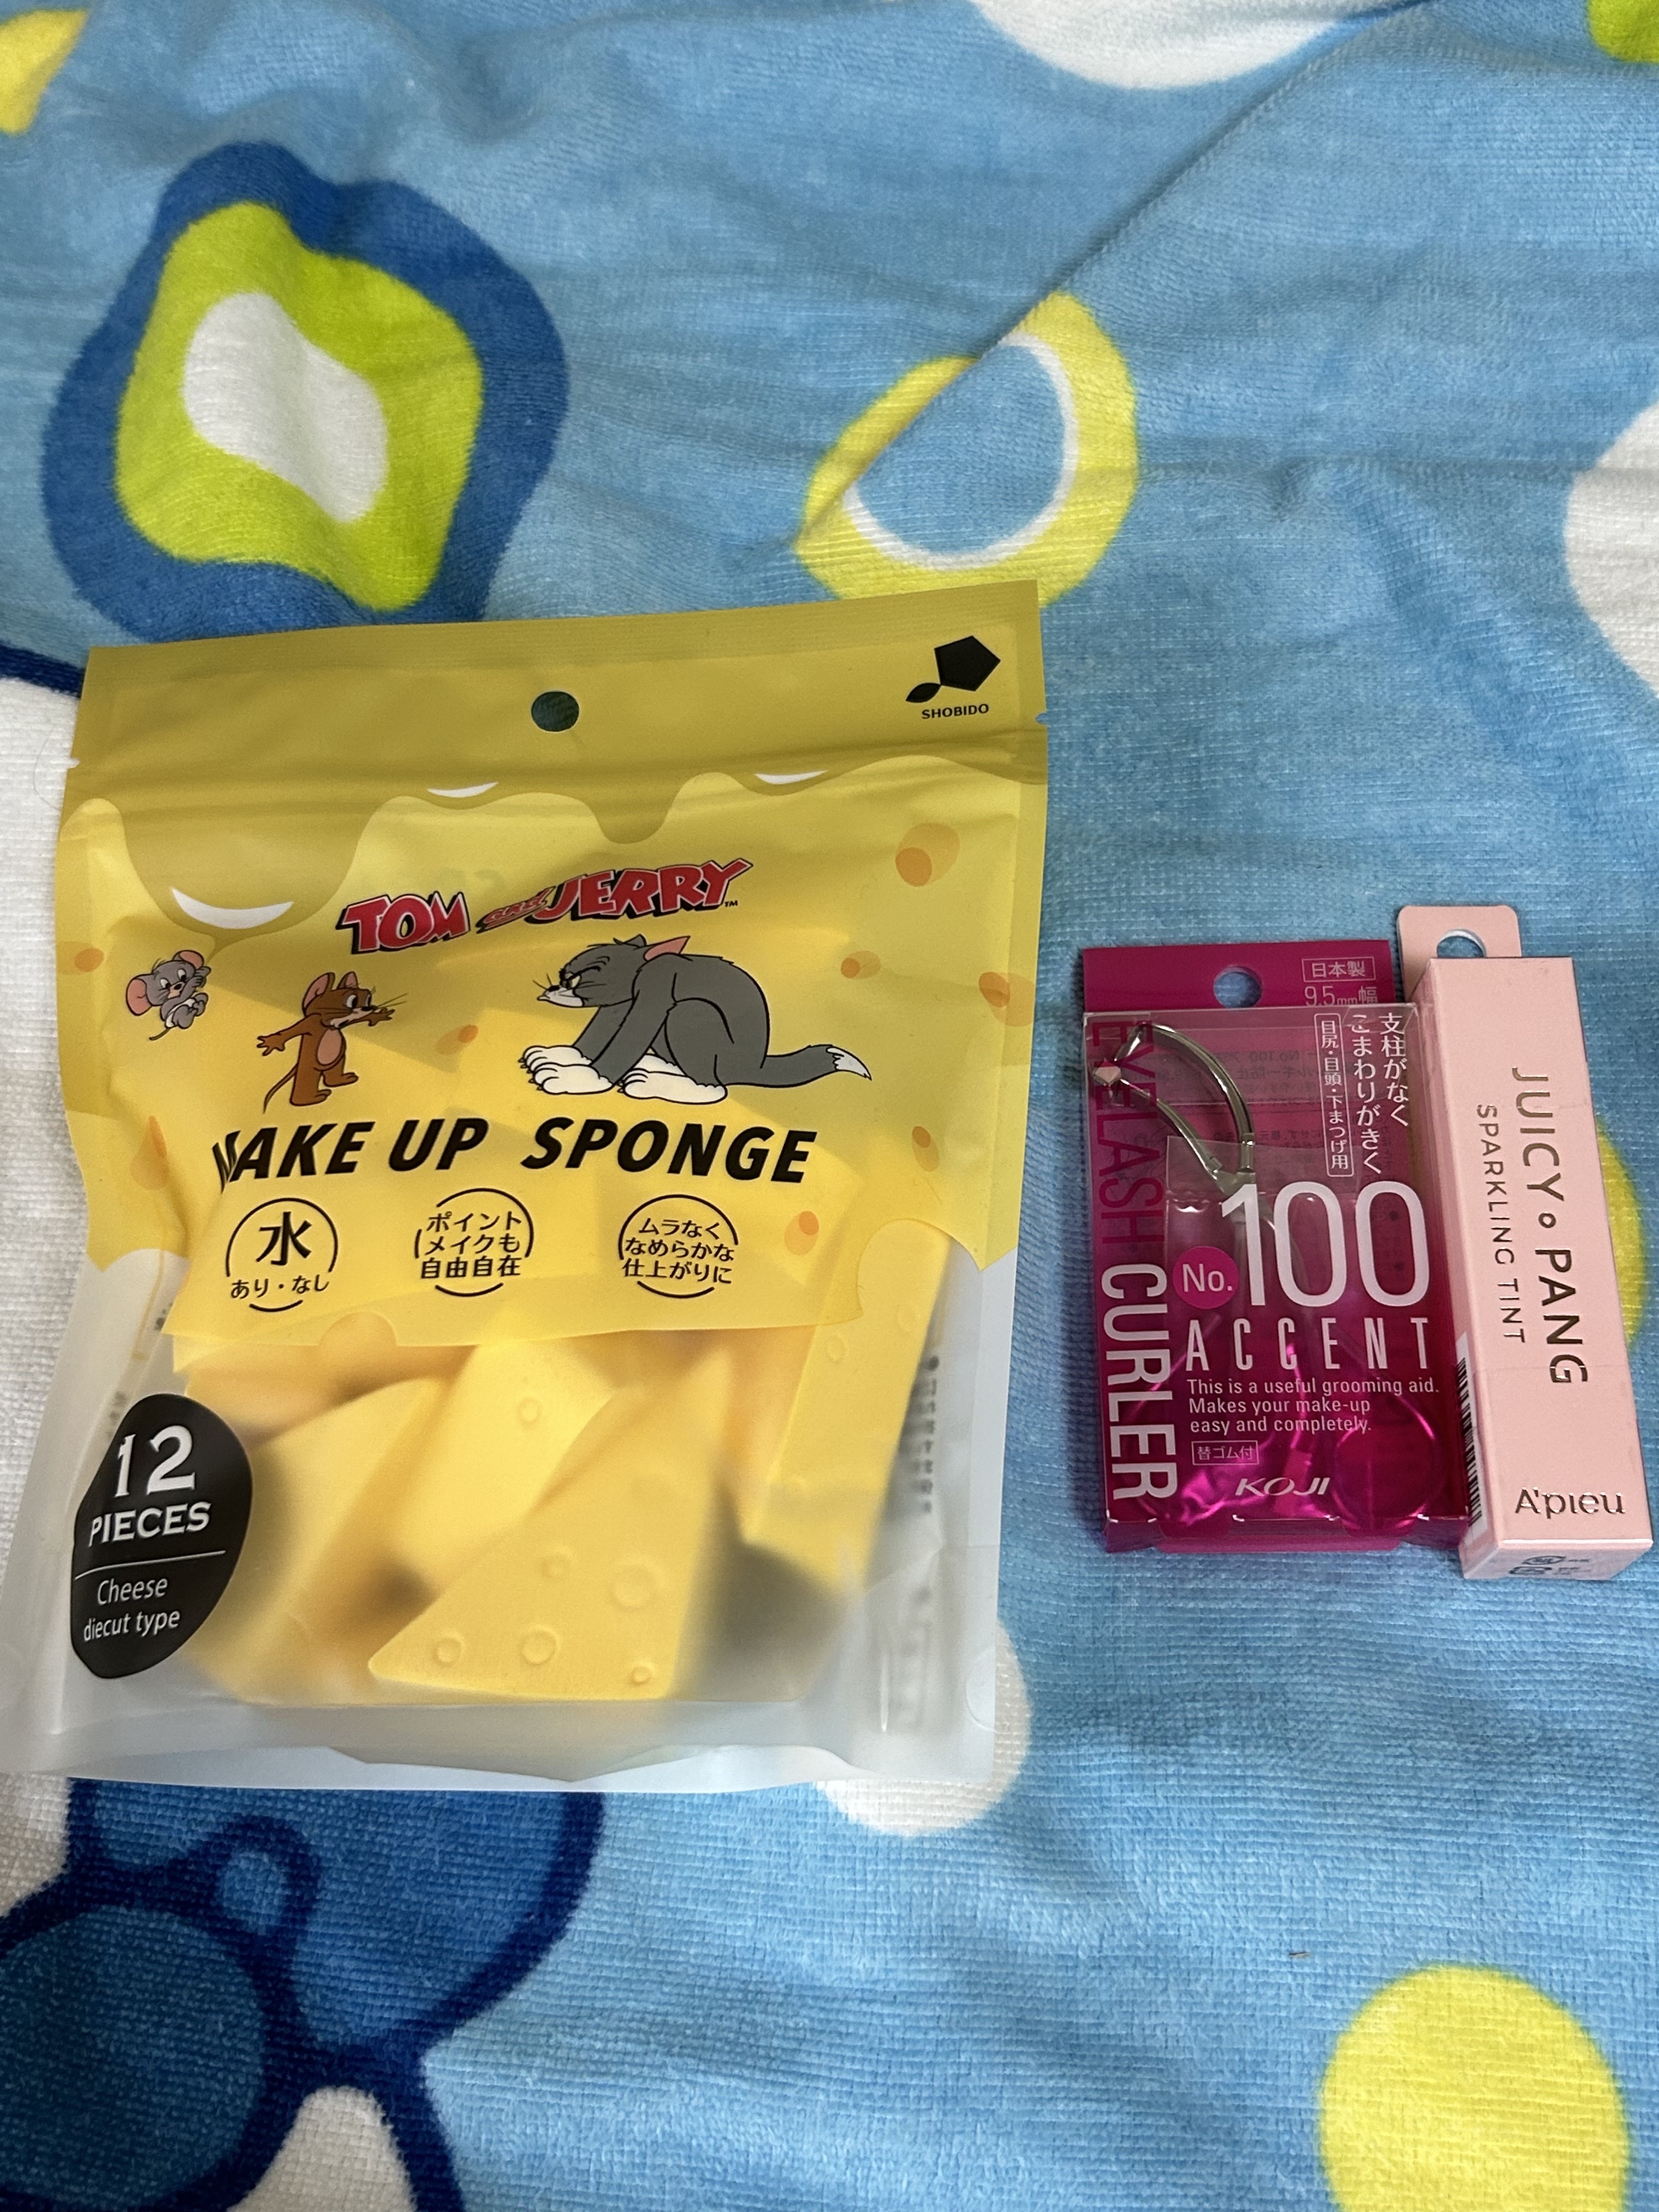 SHOBIDO
TOM and JERRY™
MAKE UP SPONGE
水
あり・なし
ポイント
メイクも
自由自在
ムラなく
なめらかな
仕上がりに
12
PIECES
Cheese
diecut type
日本製
9.5mm幅
支柱がなく
こまわりがきく
目尻・目頭・下まつげ用
EYELASH CURLER
No.100
ACCENT
This is a useful grooming aid.
Makes your make-up
easy and completely.
替ゴム付
KOJI
JUICY PANG
SPARKLING TINT
A'pieu